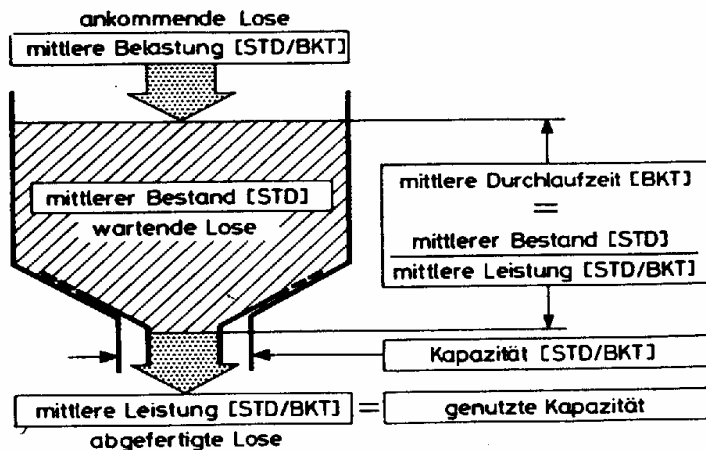 ankommende Lose
mittlere Belastung [STD/BKT]
mittlerer Bestand [STD]
wartende Lose
mittlere Durchlaufzeit [BKT]
=
mittlerer Bestand [STD]
mittlere Leistung [STD/BKT]
Kapazität [STD/BKT]
mittlere Leistung [STD/BKT] = genutzte Kapazität
abgefertigte Lose